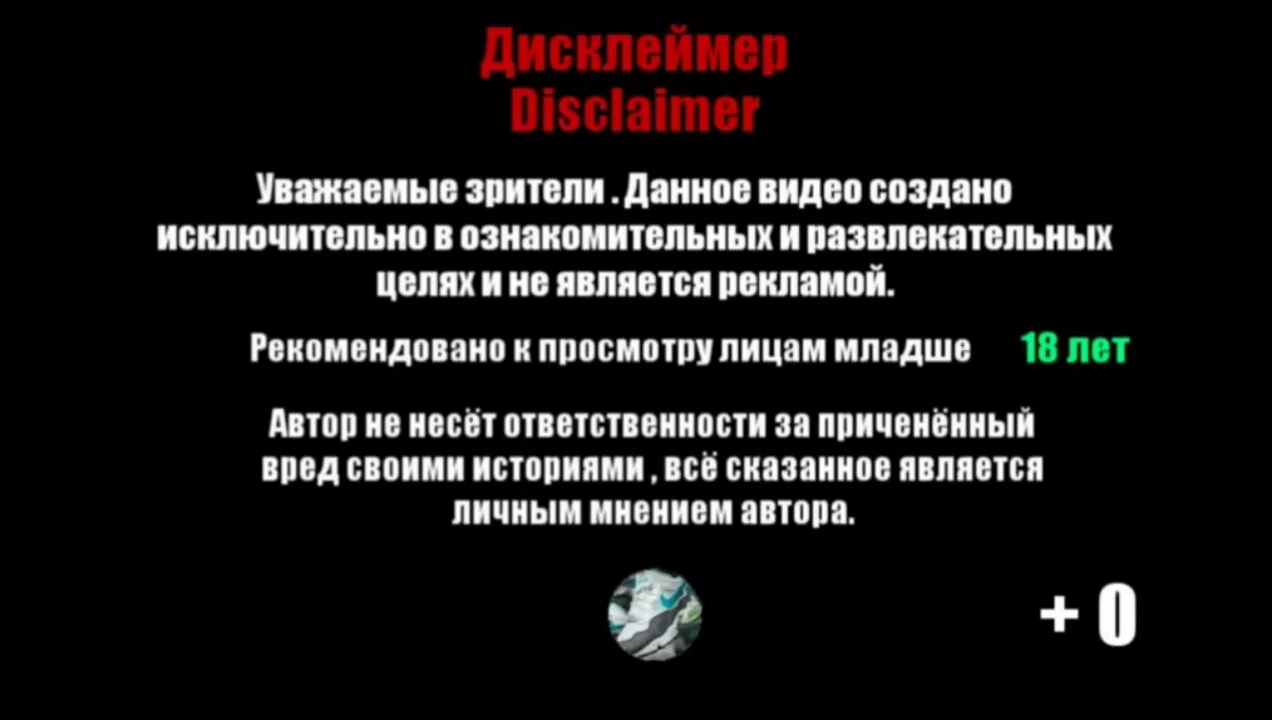 Дисклеймер
Disclaimer
Уважаемые зрители . Данное видео создано
исключительно в ознакомительных и развлекательных
целях и не является рекламой.
Рекомендовано к просмотру лицам младше 18 лет
Автор не несёт ответственности за приченённый
вред своими историями , всё сказанное является
личным мнением автора.
+ 0